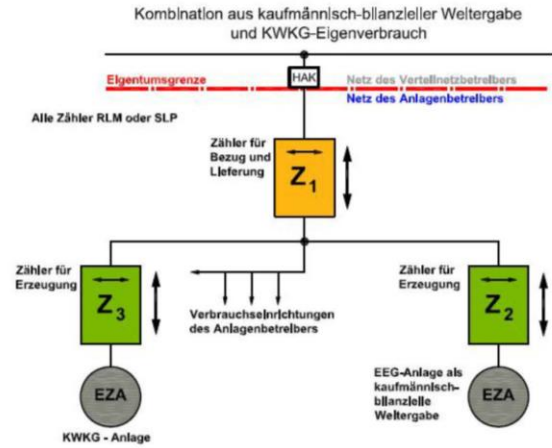 Kombination aus kaufmännisch-bilanzieller Weitergabe
und KWKG-Eigenverbrauch
HAK
Eigentumsgrenze
Netz des Verteilnetzbetreibers
Netz des Anlagenbetreibers
Alle Zähler RLM oder SLP
Zähler für
Bezug und
Lieferung
Z1
Zähler für
Erzeugung
Z3
Verbrauchseinrichtungen
des Anlagenbetreibers
Zähler für
Erzeugung
Z2
EZA
KWKG - Anlage
EEG-Anlage als
kaufmännisch-
bilanzielle
Weitergabe
EZA